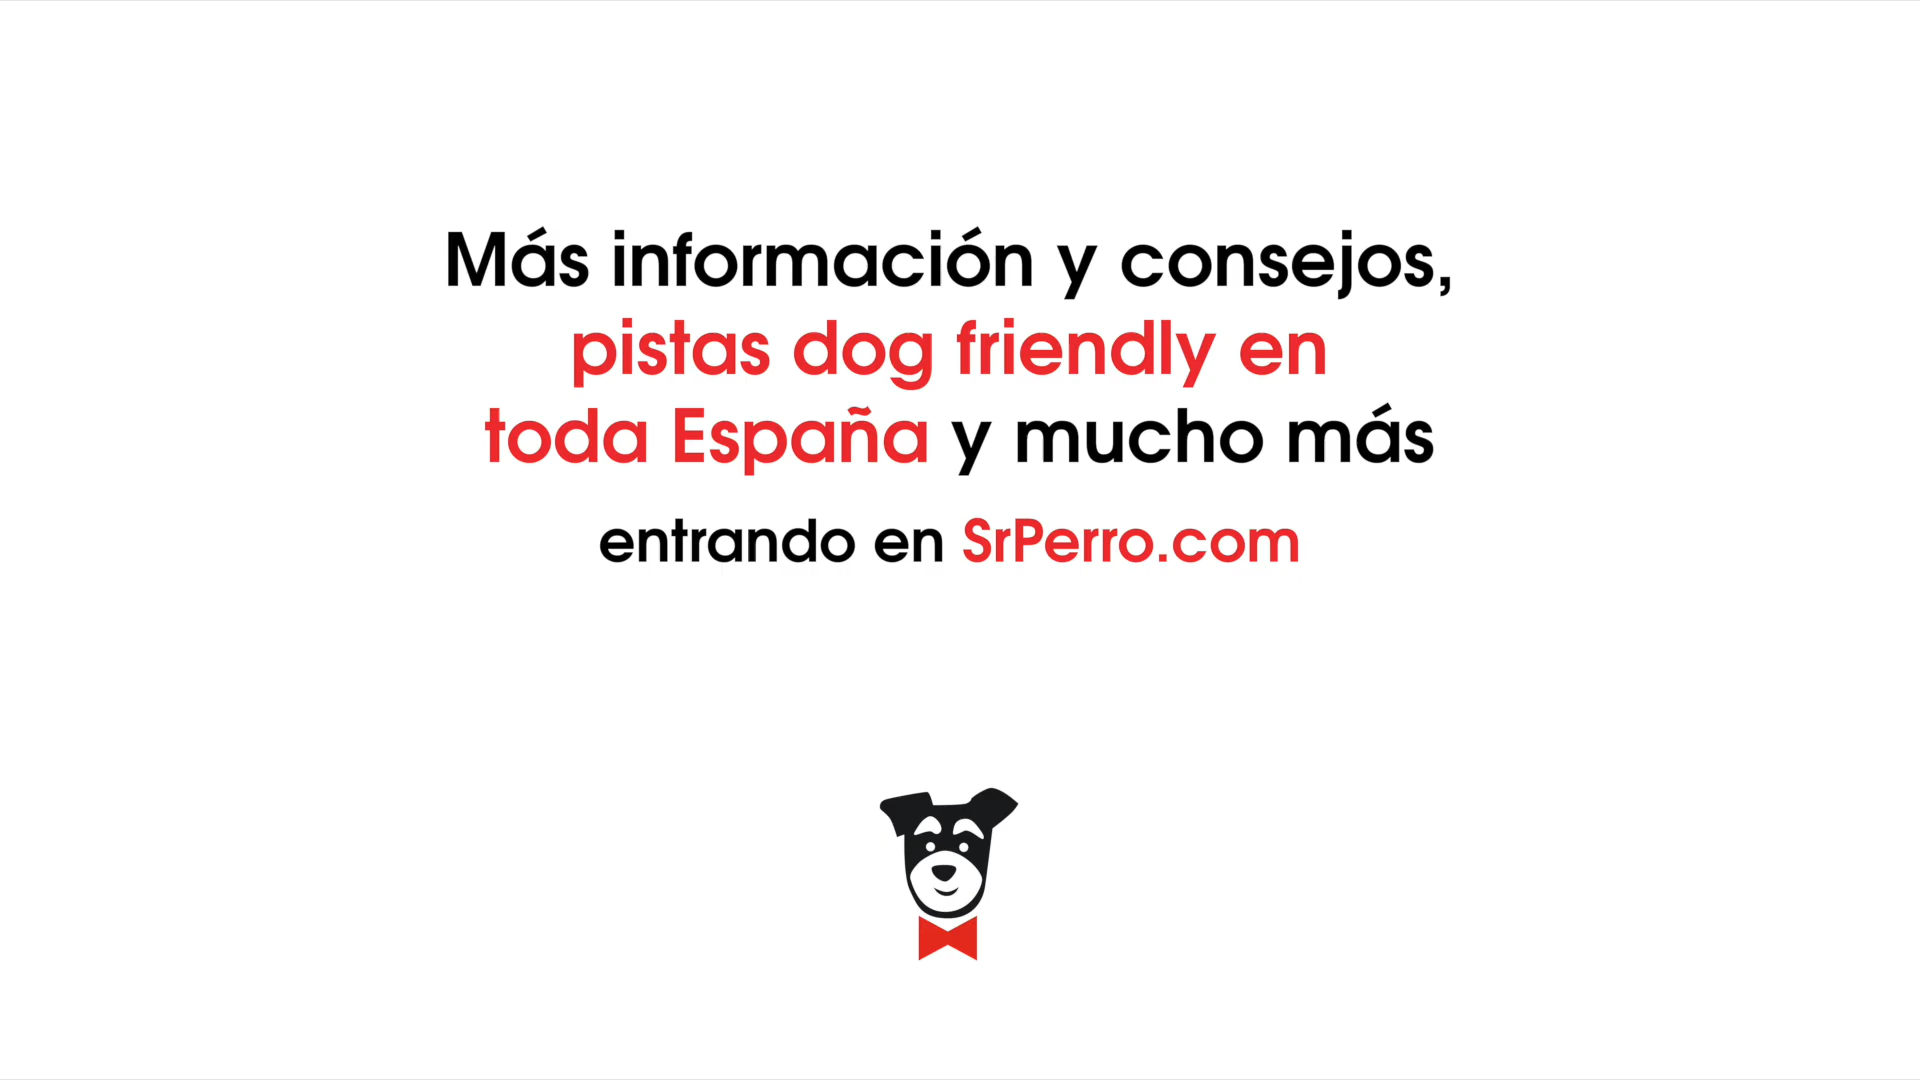 Más información y consejos,
pistas dog friendly en
toda España y mucho más
entrando en SrPerro.com